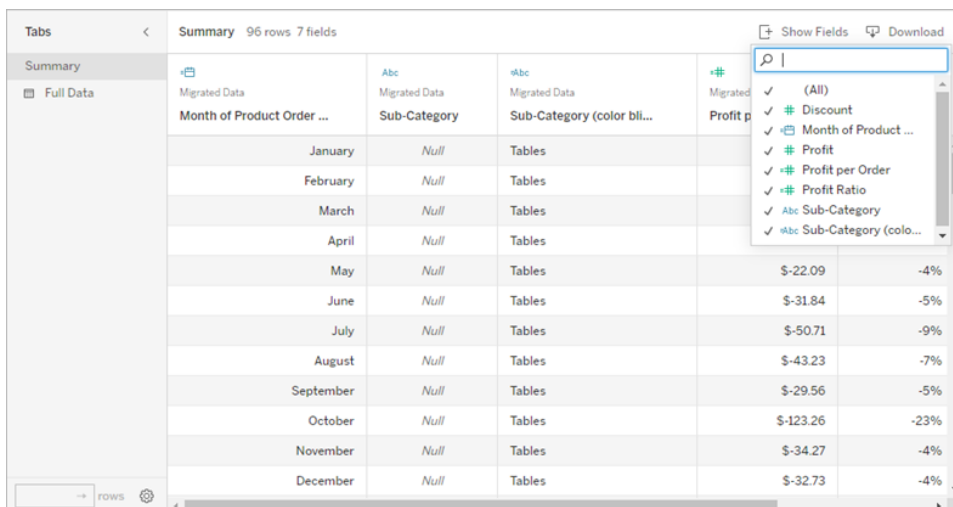 Tabs
Summary 96 rows 7 fields
Show Fields Download
Summary
Full Data
Abc
Abc
Migrated Data Migrated Data Migrated Data Migrated
Month of Product Order ... Sub-Category Sub-Category (color bli... Profit p
(All)
Discount
Month of Product ...
Profit
Profit per Order
Profit Ratio
Abc Sub-Category
Abc Sub-Category (colo...
January Null Tables
February Null Tables
March Null Tables
April Null Tables
May Null Tables $-22.09 -4%
June Null Tables $-31.84 -5%
July Null Tables $-50.71 -9%
August Null Tables $-43.23 -7%
September Null Tables $-29.56 -5%
October Null Tables $-123.26 -23%
November Null Tables $-34.27 -4%
December Null Tables $-32.73 -4%
rows